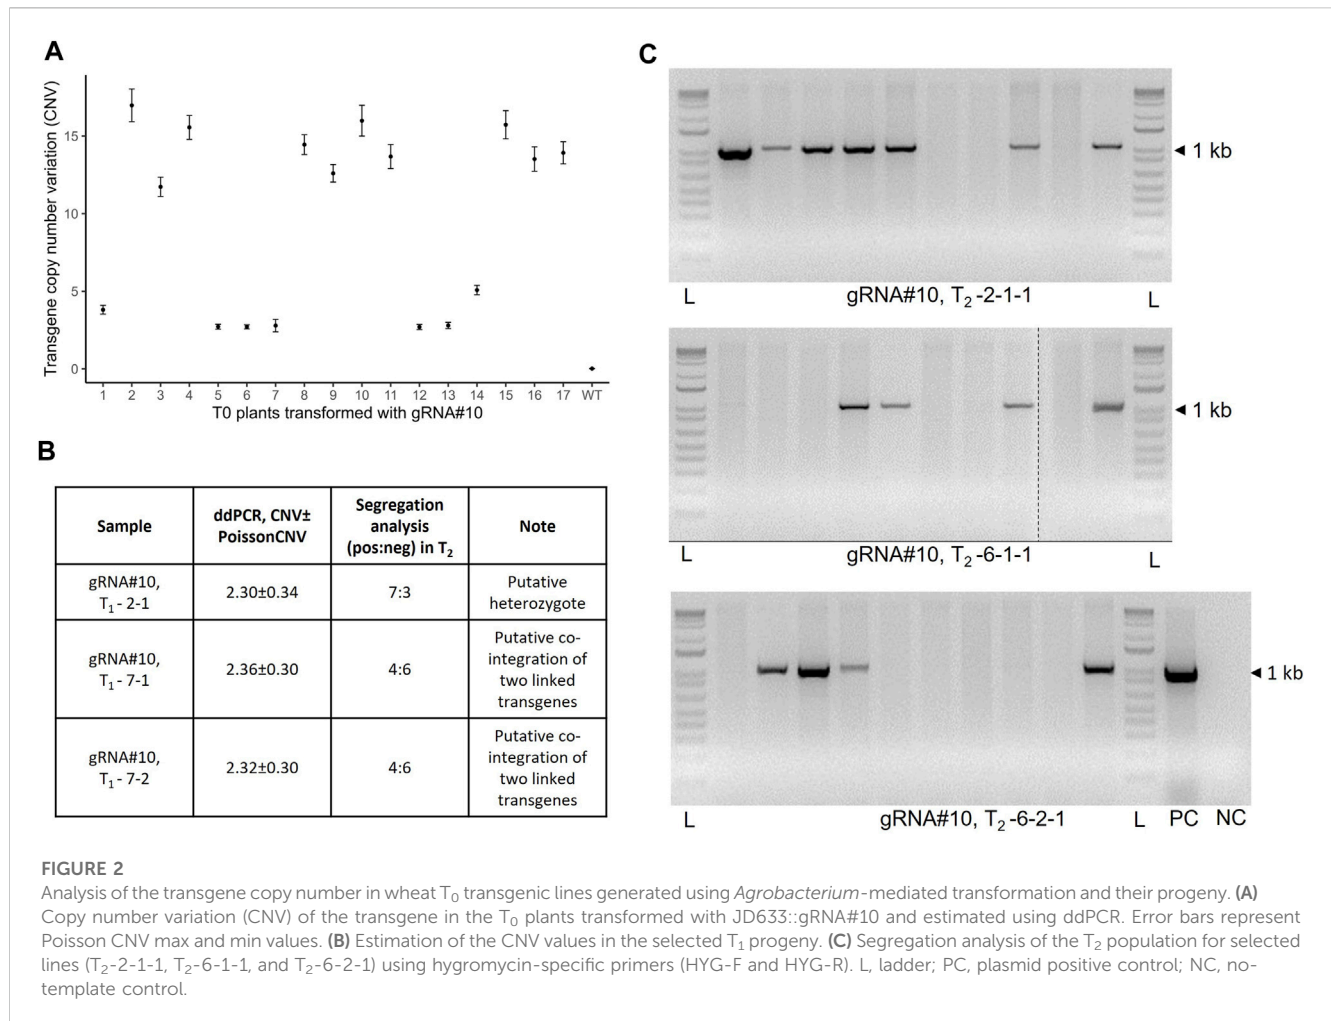 A
Transgene copy number variation (CNV)
15
10
5
0
1 2 3 4 5 6 7 8 9 10 11 12 13 14 15 16 17 WT
T0 plants transformed with gRNA#10
B
Sample
ddPCR, CNV±
PoissonCNV
Segregation
analysis
(pos:neg) in T2
Note
gRNA#10,
T1- 2-1
2.30±0.34
7:3
Putative
heterozygote
gRNA#10,
T1- 7-1
2.36±0.30
4:6
Putative co-
integration of
two linked
transgenes
gRNA#10,
T1- 7-2
2.32±0.30
4:6
Putative co-
integration of
two linked
transgenes
C
1 kb
L gRNA#10, T2-2-1-1 L
1 kb
L gRNA#10, T2-6-1-1 L
1 kb
L gRNA#10, T2-6-2-1 L PC NC
FIGURE 2
Analysis of the transgene copy number in wheat T0 transgenic lines generated using Agrobacterium-mediated transformation and their progeny. (A)
Copy number variation (CNV) of the transgene in the T0 plants transformed with JD633::gRNA#10 and estimated using ddPCR. Error bars represent
Poisson CNV max and min values. (B) Estimation of the CNV values in the selected T1 progeny. (C) Segregation analysis of the T2 population for selected
lines (T2-2-1-1, T2-6-1-1, and T2-6-2-1) using hygromycin-specific primers (HYG-F and HYG-R). L, ladder; PC, plasmid positive control; NC, no-
template control.